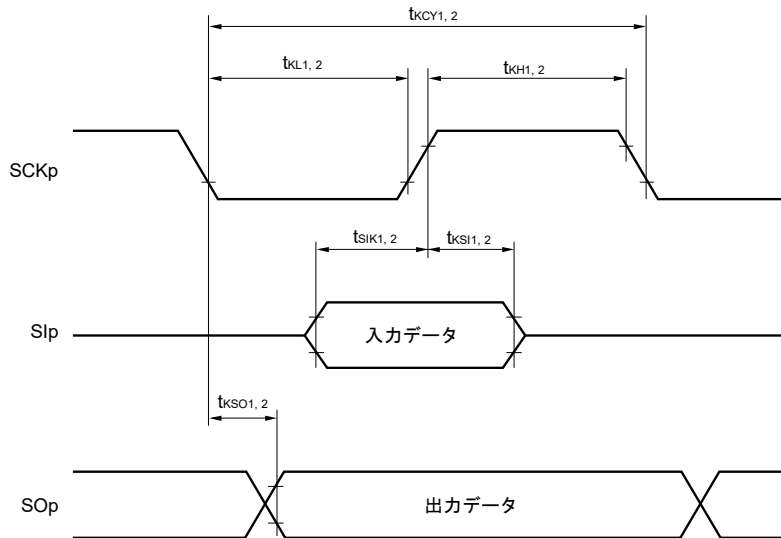 tKCY1, 2
tKL1, 2
tKH1, 2
SCKp
tSIK1, 2
tKSI1, 2
SIp
入力データ
tKSO1, 2
SOp
出力データ